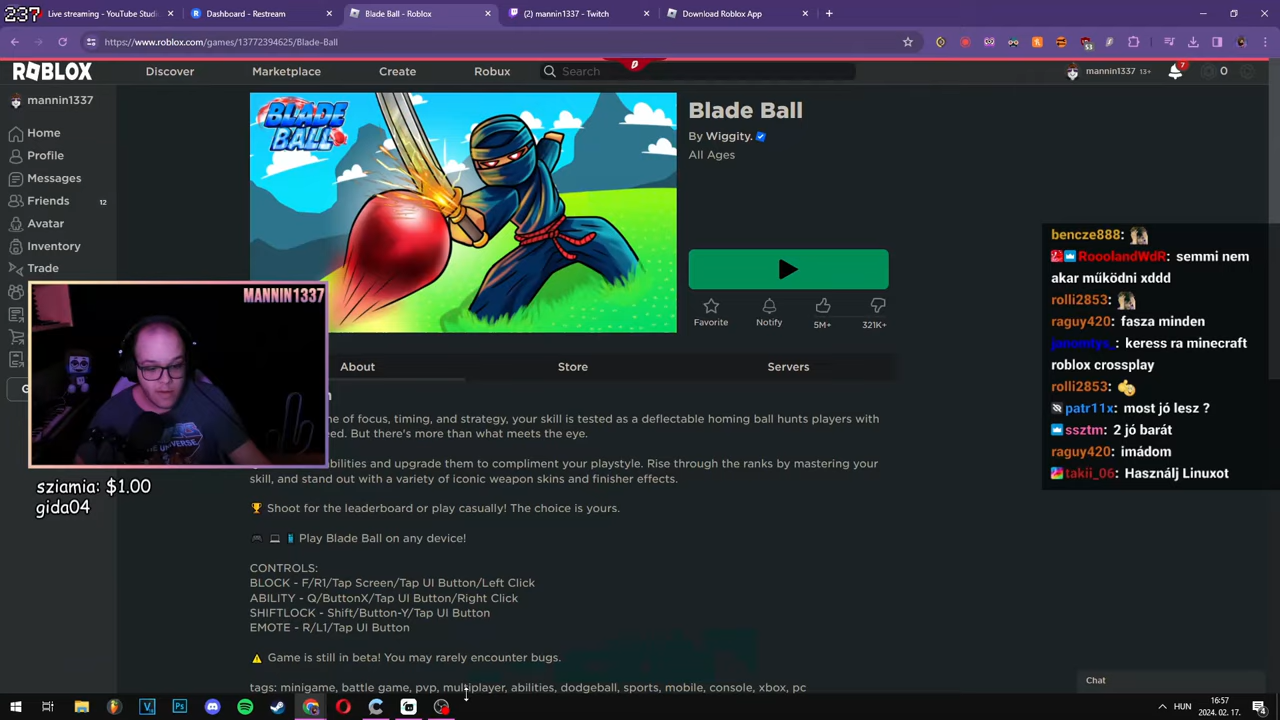 237
Live streaming - YouTube Studi
Dashboard - Restream
Blade Ball - Roblox
mannin1337 - Twitch
Download Roblox App
https://www.roblox.com/games/13772394625/Blade-Ball
53
ROBLOX
Discover
Marketplace
Create
Robux
Search
mannin1337 13+
7
0
mannin1337
Home
Profile
Messages
Friends
12
Avatar
Inventory
Trade
BLADE
BALL
Blade Ball
By Wiggity.
All Ages
Favorite
Notify
5M+
321K+
About
Store
Servers
MANNIN1337
sziamia: $1.00
gida04
me of focus, timing, and strategy, your skill is tested as a deflectable homing ball hunts players with
ed. But there's more than what meets the eye.
bilities and upgrade them to compliment your playstyle. Rise through the ranks by mastering your
skill, and stand out with a variety of iconic weapon skins and finisher effects.
🏆 Shoot for the leaderboard or play casually! The choice is yours.
🎮 💻 📱 Play Blade Ball on any device!
CONTROLS:
BLOCK - F/R1/Tap Screen/Tap UI Button/Left Click
ABILITY - Q/ButtonX/Tap UI Button/Right Click
SHIFTLOCK - Shift/Button-Y/Tap UI Button
EMOTE - R/L1/Tap UI Button
⚠️ Game is still in beta! You may rarely encounter bugs.
tags: minigame, battle game, pvp, multiplayer, abilities, dodgeball, sports, mobile, console, xbox, pc
bencze888:
RooolandWdR: semmi nem
akar működni xddd
rolli2853:
raguy420: fasza minden
janomtys_: keress ra minecraft
roblox crossplay
rolli2853:
patr11x: most jó lesz ?
ssztm: 2 jó barát
raguy420: imádom
takii_06: Használj Linuxot
Chat
HUN
16:57
2024. 02. 17.
4